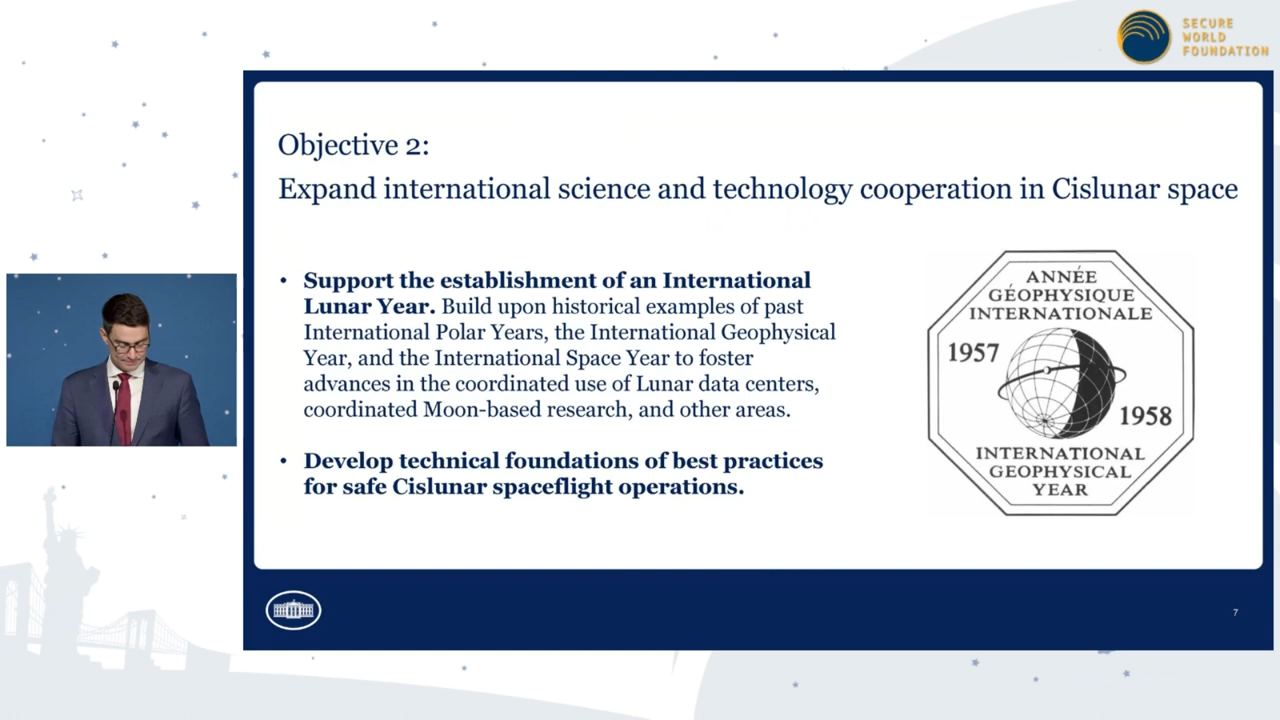 SECURE
WORLD
FOUNDATION
Objective 2:
Expand international science and technology cooperation in Cislunar space
• Support the establishment of an International
Lunar Year. Build upon historical examples of past
International Polar Years, the International Geophysical
Year, and the International Space Year to foster
advances in the coordinated use of Lunar data centers,
coordinated Moon-based research, and other areas.
• Develop technical foundations of best practices
for safe Cislunar spaceflight operations.
ANNÉE
GÉOPHYSIQUE
INTERNATIONALE
1957
1958
INTERNATIONAL
GEOPHYSICAL
YEAR
7